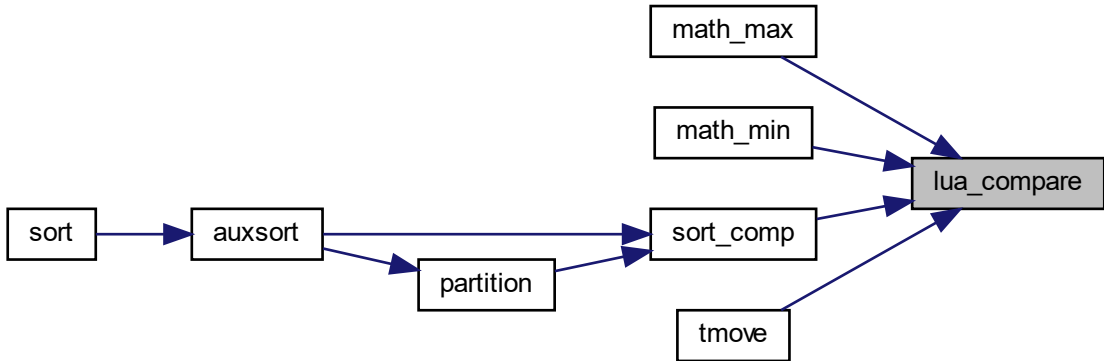 math_max
math_min
lua_compare
sort
auxsort
sort_comp
partition
tmove